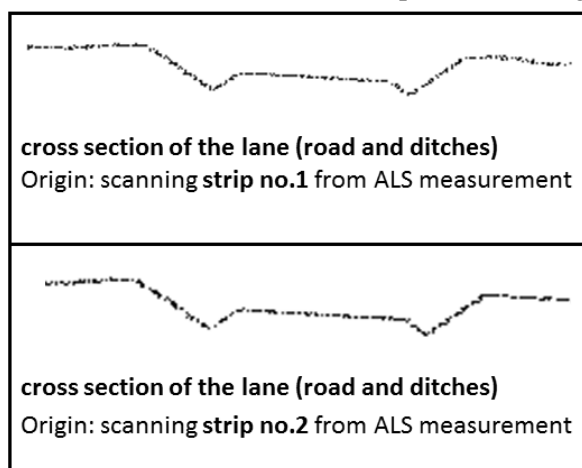 cross section of the lane (road and ditches)
Origin: scanning strip no.1 from ALS measurement
cross section of the lane (road and ditches)
Origin: scanning strip no.2 from ALS measurement